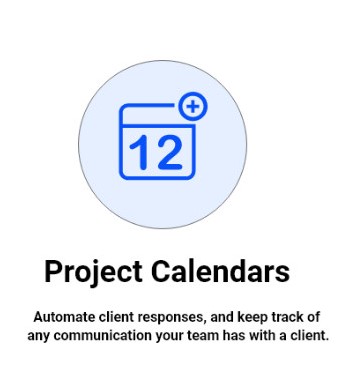 12
Project Calendars
Automate client responses, and keep track of
any communication your team has with a client.